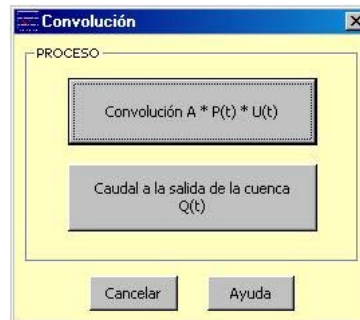 Convolución
PROCESO
Convolución A * P(t) * U(t)
Caudal a la salida de la cuenca
Q(t)
Cancelar
Ayuda